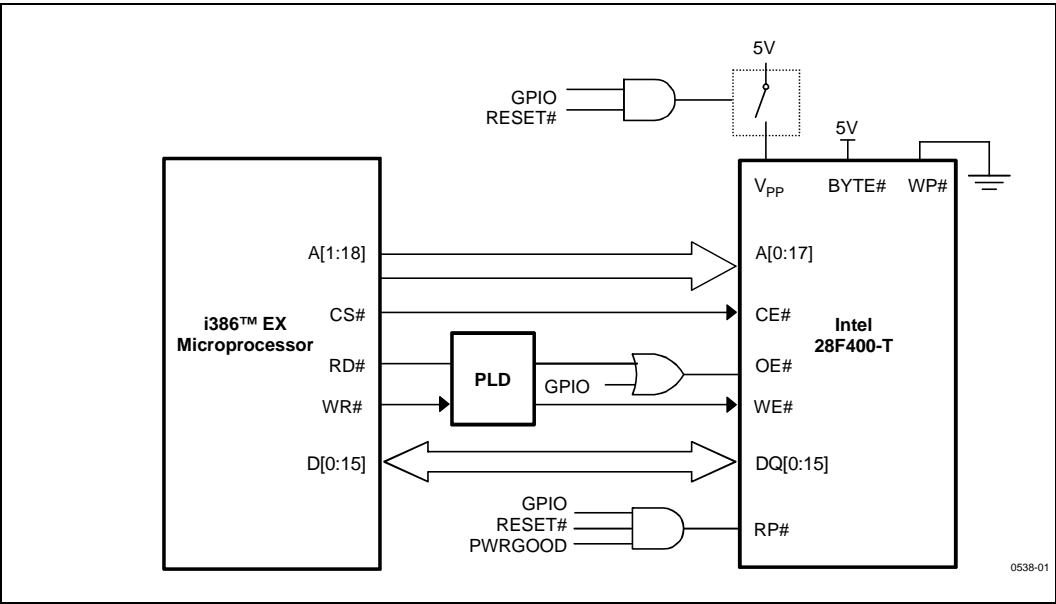 5V
GPIO
RESET#
5V
VPP
BYTE#
WP#
A[1:18]
A[0:17]
i386™ EX
Microprocessor
CS#
CE#
Intel
28F400-T
RD#
PLD
GPIO
OE#
WR#
WE#
D[0:15]
DQ[0:15]
GPIO
RESET#
PWRGOOD
RP#
0538-01